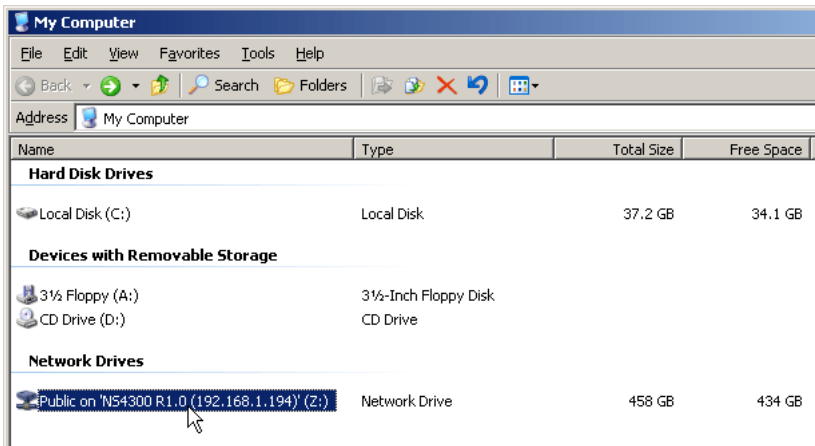 My Computer
File Edit View Favorites Tools Help
Back Search Folders
Address My Computer
Name Type Total Size Free Space
Hard Disk Drives
Local Disk (C:) Local Disk 37.2 GB 34.1 GB
Devices with Removable Storage
3½ Floppy (A:) 3½-Inch Floppy Disk
CD Drive (D:) CD Drive
Network Drives
Public on 'NS4300 R1.0 (192.168.1.194)' (Z:) Network Drive 458 GB 434 GB